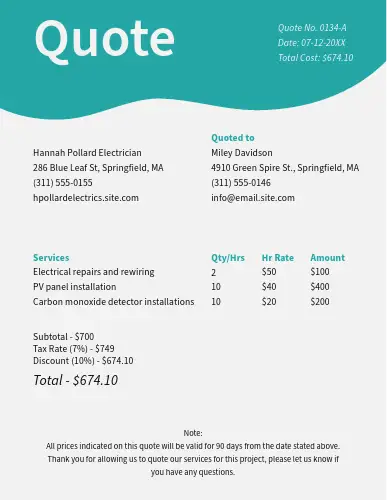 Quote
Quote No. 0134-A
Date: 07-12-20XX
Total Cost: $674.10
Quoted to
Hannah Pollard Electrician
286 Blue Leaf St, Springfield, MA
(311) 555-0155
hpollardelectrics.site.com
Miley Davidson
4910 Green Spire St., Springfield, MA
(311) 555-0146
info@email.site.com
Services Qty/Hrs Hr Rate Amount
Electrical repairs and rewiring 2 $50 $100
PV panel installation 10 $40 $400
Carbon monoxide detector installations 10 $20 $200
Subtotal - $700
Tax Rate (7%) - $749
Discount (10%) - $674.10
Total - $674.10
Note:
All prices indicated on this quote will be valid for 90 days from the date stated above.
Thank you for allowing us to quote our services for this project, please let us know if
you have any questions.